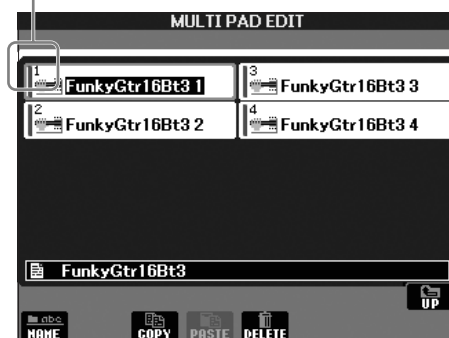 MULTI PAD EDIT
1 FunkyGtr16Bt3 1
3 FunkyGtr16Bt3 3
2 FunkyGtr16Bt3 2
4 FunkyGtr16Bt3 4
FunkyGtr16Bt3
UP
abc
NAME COPY PASTE DELETE